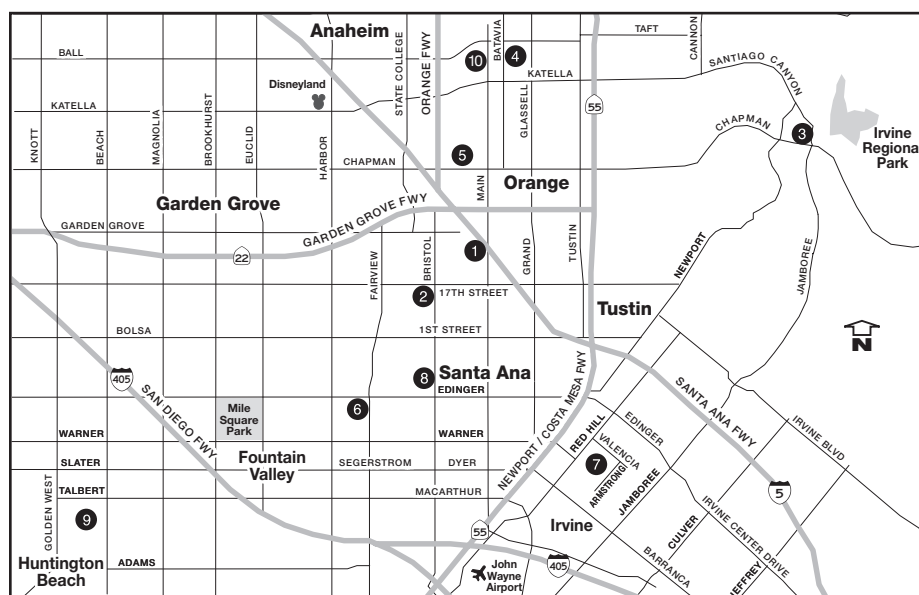 Anaheim
BALL
STATE COLLEGE
ORANGE FWY
BATAVIA
TAFT
CANNON
10
4
SANTIAGO CANYON
Disneyland
KATELLA
KATELLA
GLASSELL
55
CHAPMAN
3
Irvine
Regional
Park
KNOTT
BEACH
MAGNOLIA
BROOKHURST
EUCLID
HARBOR
CHAPMAN
5
MAIN
Orange
Garden Grove
GARDEN GROVE
GARDEN GROVE FWY
22
FAIRVIEW
BRISTOL
1
GRAND
TUSTIN
NEWPORT
JAMBOREE
2
17TH STREET
Tustin
BOLSA
1ST STREET
N
405
SAN DIEGO FWY
8
Santa Ana
EDINGER
NEWPORT / COSTA MESA FWY
SANTA ANA FWY
Mile
Square
Park
6
RED HILL
EDINGER
IRVINE BLVD
WARNER
WARNER
VALENCIA
SLATER
Fountain
Valley
SEGERSTROM
DYER
7
ARMSTRONG
JAMBOREE
TALBERT
MACARTHUR
5
GOLDEN WEST
9
55
Irvine
CULVER
IRVINE CENTER DRIVE
Huntington
Beach
ADAMS
John
Wayne
Airport
405
BARRANCA
JEFFREY